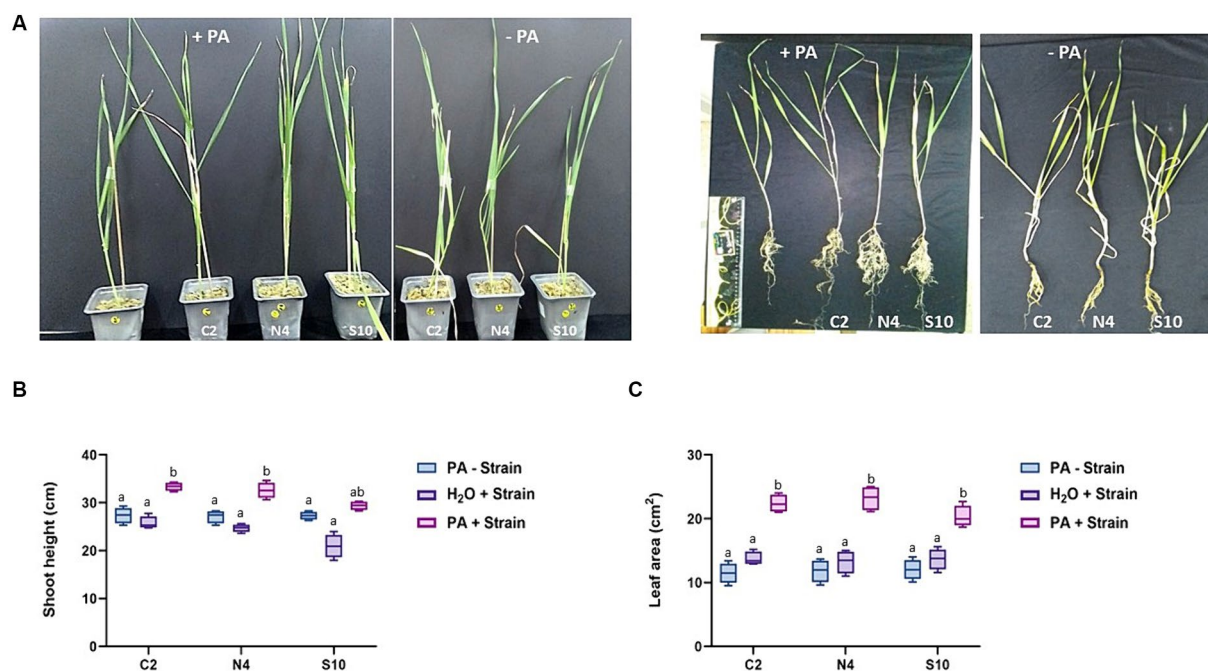 A
+ PA
- PA
C2
N4
S10
C2
N4
S10
+ PA
- PA
C2
N4
S10
C2
N4
S10
B
40
30
20
10
0
Shoot height (cm)
a
a
b
a
a
b
a
a
ab
C2
N4
S10
PA - Strain
H₂O + Strain
PA + Strain
C
30
20
10
0
Leaf area (cm²)
a
a
b
a
a
b
a
a
b
C2
N4
S10
PA - Strain
H₂O + Strain
PA + Strain